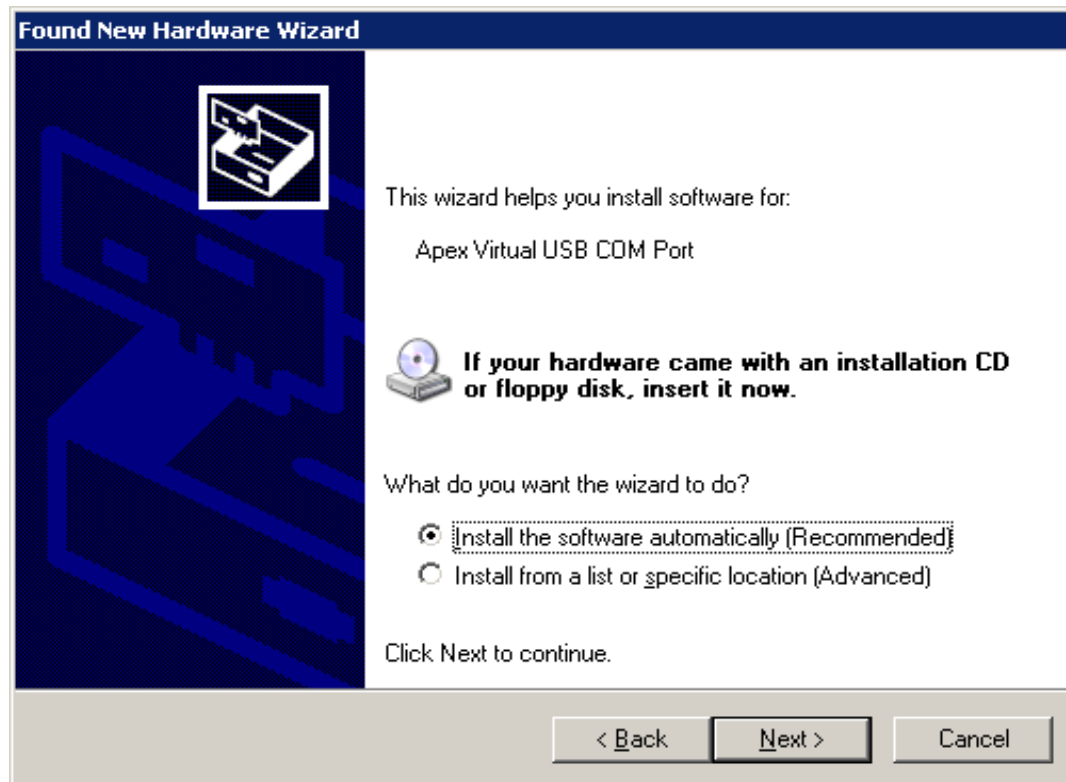 Found New Hardware Wizard
This wizard helps you install software for:
Apex Virtual USB COM Port
If your hardware came with an installation CD
or floppy disk, insert it now.
What do you want the wizard to do?
Install the software automatically (Recommended)
Install from a list or specific location (Advanced)
Click Next to continue.
< Back
Next >
Cancel